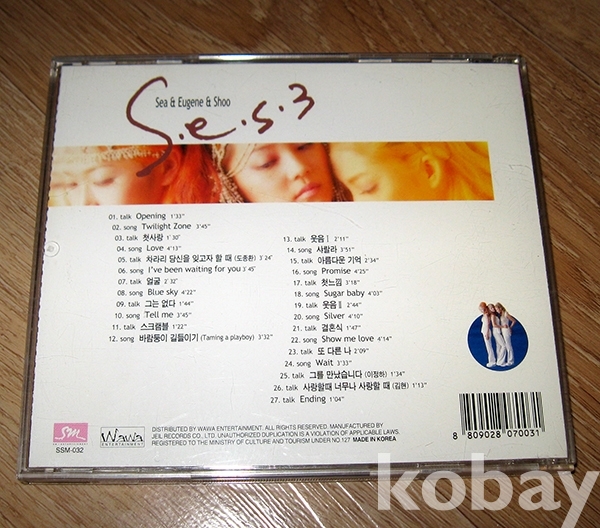 Sea & Eugene & Shoo
S.e.s.3
01. talk Opening 1'33"
02. song Twilight Zone 3'45"
03. talk 첫사랑 1'30"
04. song Love 4'13"
05. talk 차라리 당신을 잊고자 할 때 (도종환) 3'24"
06. song I've been waiting for you 3'45"
07. talk 얼굴 2'32"
08. song Blue sky 4'22"
09. talk 그는 없다 1'44"
10. song Tell me 3'45"
11. talk 스크램블 1'22"
12. song 바람둥이 길들이기 (Taming a playboy) 3'32"
13. talk 웃음 Ⅰ 2'11"
14. song 사랄라 3'51"
15. talk 아름다운 기억 2'34"
16. song Promise 4'25"
17. talk 첫느낌 3'18"
18. song Sugar baby 4'03"
19. talk 웃음 Ⅱ 2'44"
20. song Silver 4'10"
21. talk 결혼식 1'47"
22. song Show me love 4'14"
23. talk 또 다른 나 2'09"
24. song Wait 3'33"
25. talk 그를 만났습니다 (이정하) 1'34"
26. talk 사랑할때 너무나 사랑할 때 (김현) 1'13"
27. talk Ending 1'04"
SM
ENTERTAINMENT
SSM-032
WaWa
ENTERTAINMENT
DISTRIBUTED BY WAWA ENTERTAINMENT. ALL RIGHTS RESERVED. MANUFACTURED BY
JEIL RECORDS CO., LTD. UNAUTHORIZED DUPLICATION IS A VIOLATION OF APPLICABLE LAWS.
REGISTERED TO THE MINISTRY OF CULTURE AND TOURISM UNDER NO.127 MADE IN KOREA
8 809028 070031
kobay